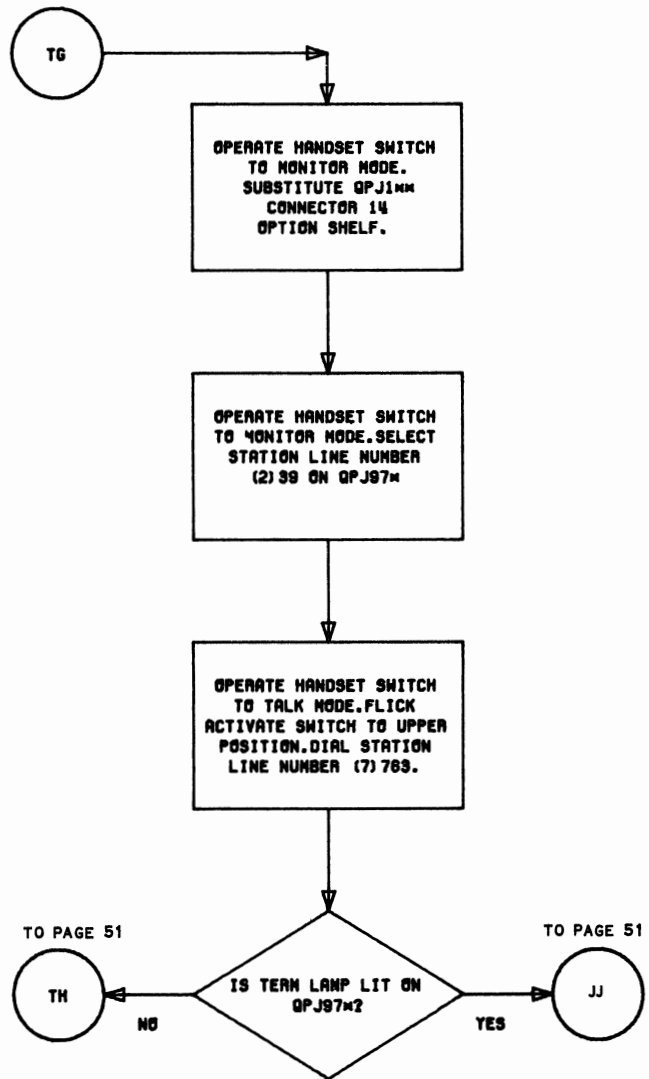 TG
OPERATE HANDSET SWITCH
TO MONITOR MODE.
SUBSTITUTE QPJ1**
CONNECTOR 14
OPTION SHELF.
OPERATE HANDSET SWITCH
TO MONITOR MODE.SELECT
STATION LINE NUMBER
(2)39 ON QPJ97*
OPERATE HANDSET SWITCH
TO TALK MODE.FLICK
ACTIVATE SWITCH TO UPPER
POSITION.DIAL STATION
LINE NUMBER (7)763.
TO PAGE 51
TO PAGE 51
TH
NO
IS TERM LAMP LIT ON
QPJ97*?
YES
JJ